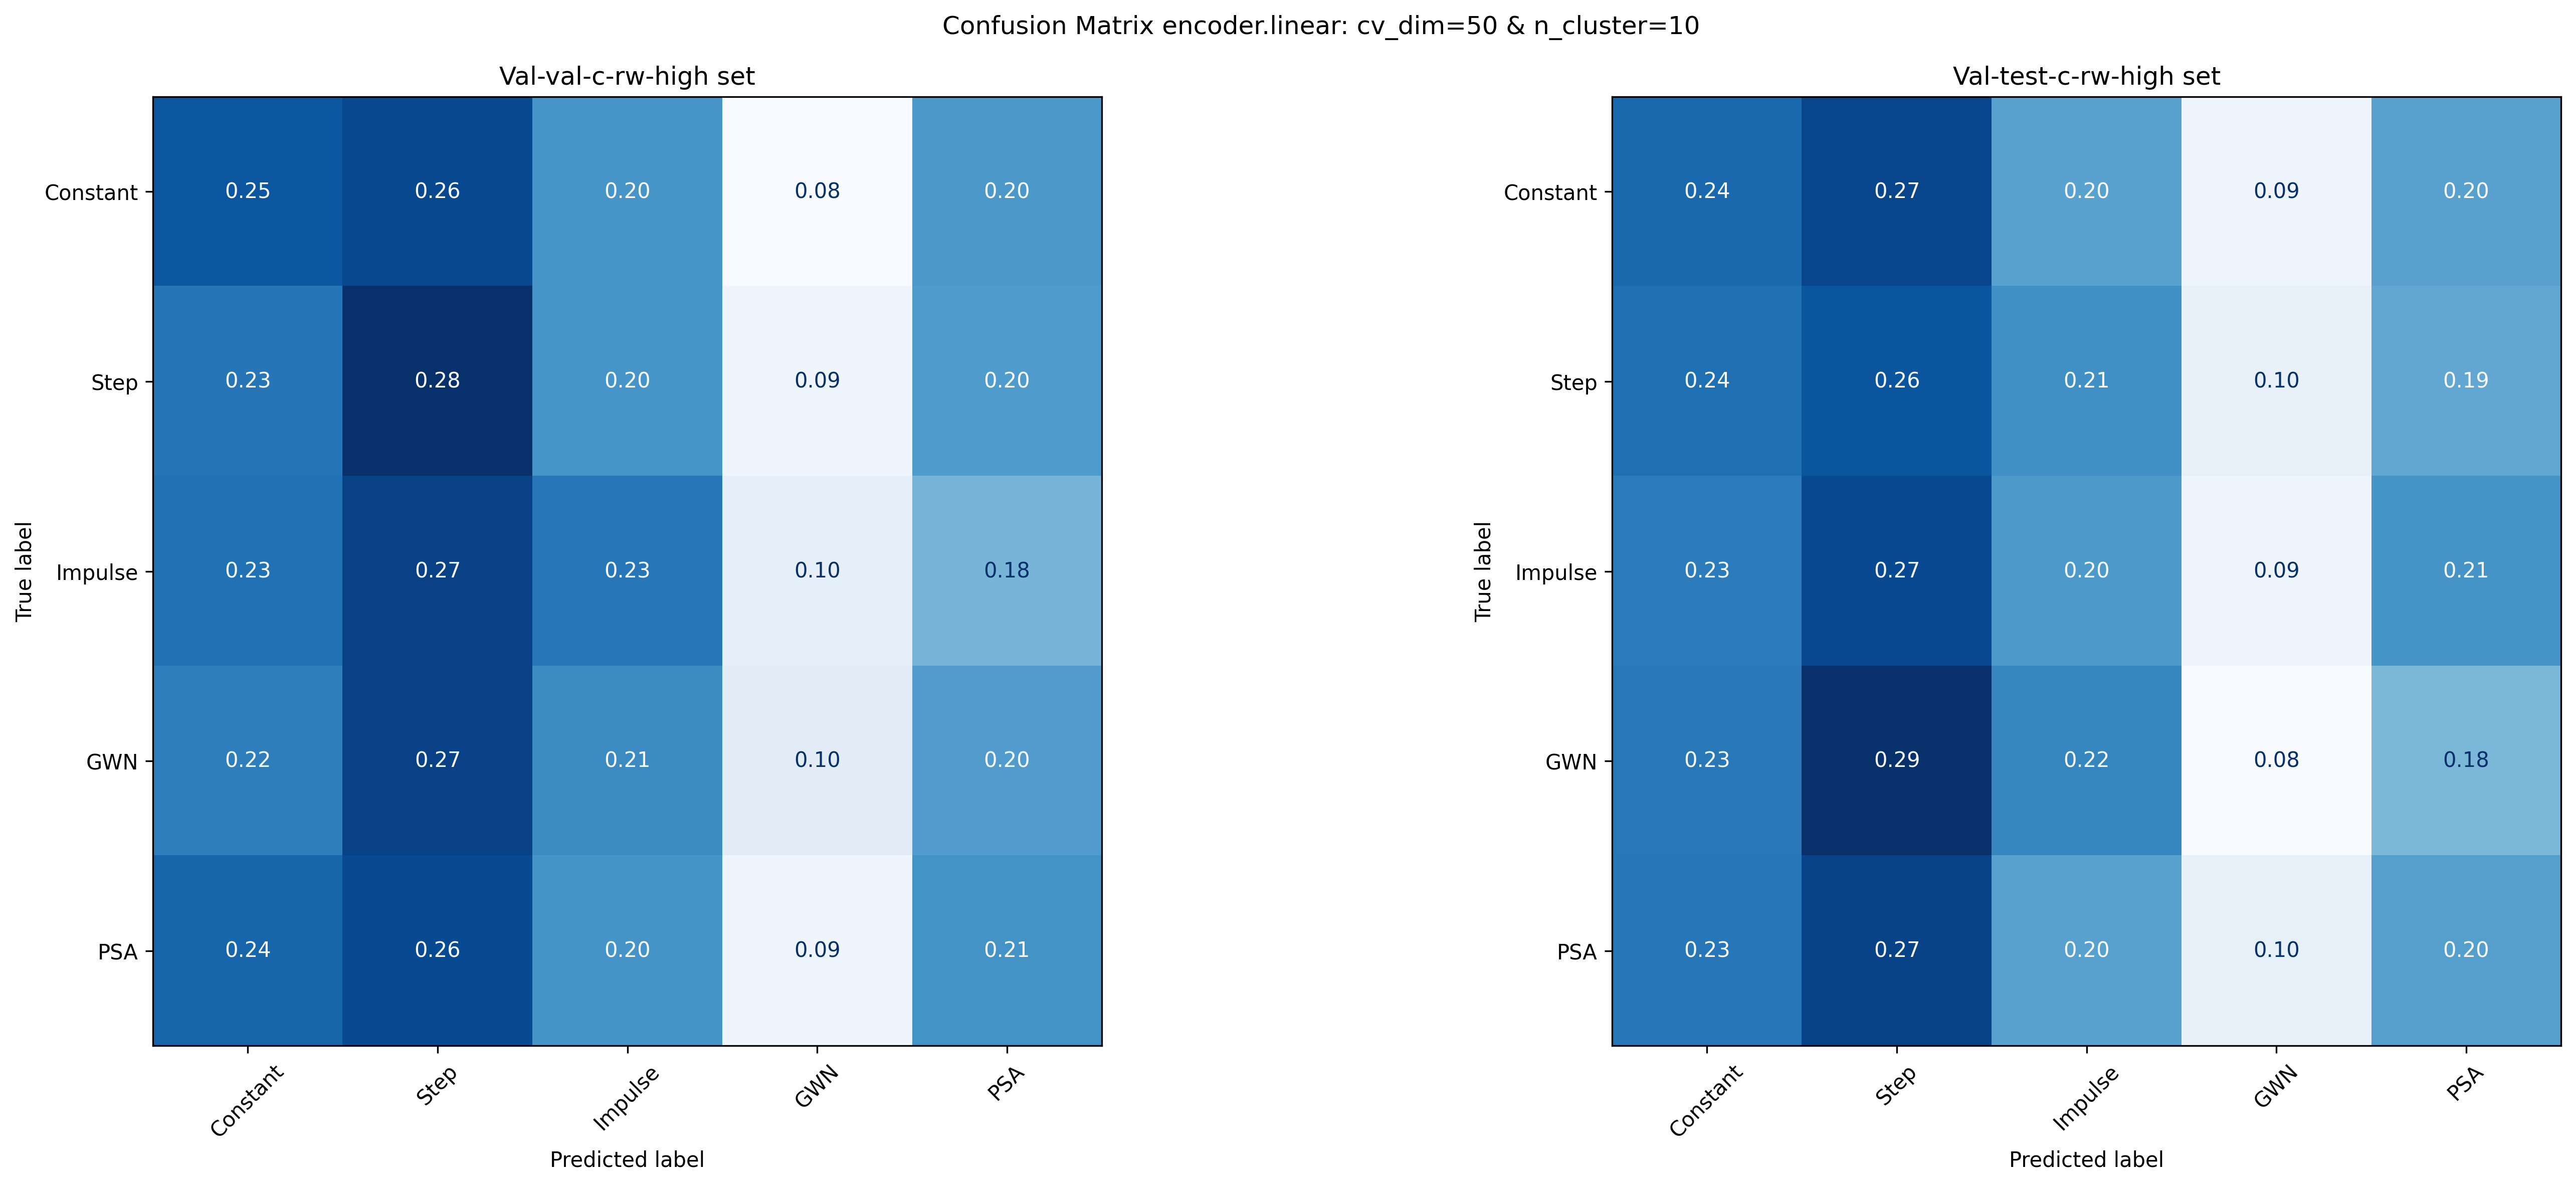 Confusion Matrix encoder.linear: cv_dim=50 & n_cluster=10
Val-val-c-rw-high set
True label
Constant 0.25 0.26 0.20 0.08 0.20
Step 0.23 0.28 0.20 0.09 0.20
Impulse 0.23 0.27 0.23 0.10 0.18
GWN 0.22 0.27 0.21 0.10 0.20
PSA 0.24 0.26 0.20 0.09 0.21
Constant Step Impulse GWN PSA
Predicted label
Val-test-c-rw-high set
True label
Constant 0.24 0.27 0.20 0.09 0.20
Step 0.24 0.26 0.21 0.10 0.19
Impulse 0.23 0.27 0.20 0.09 0.21
GWN 0.23 0.29 0.22 0.08 0.18
PSA 0.23 0.27 0.20 0.10 0.20
Constant Step Impulse GWN PSA
Predicted label